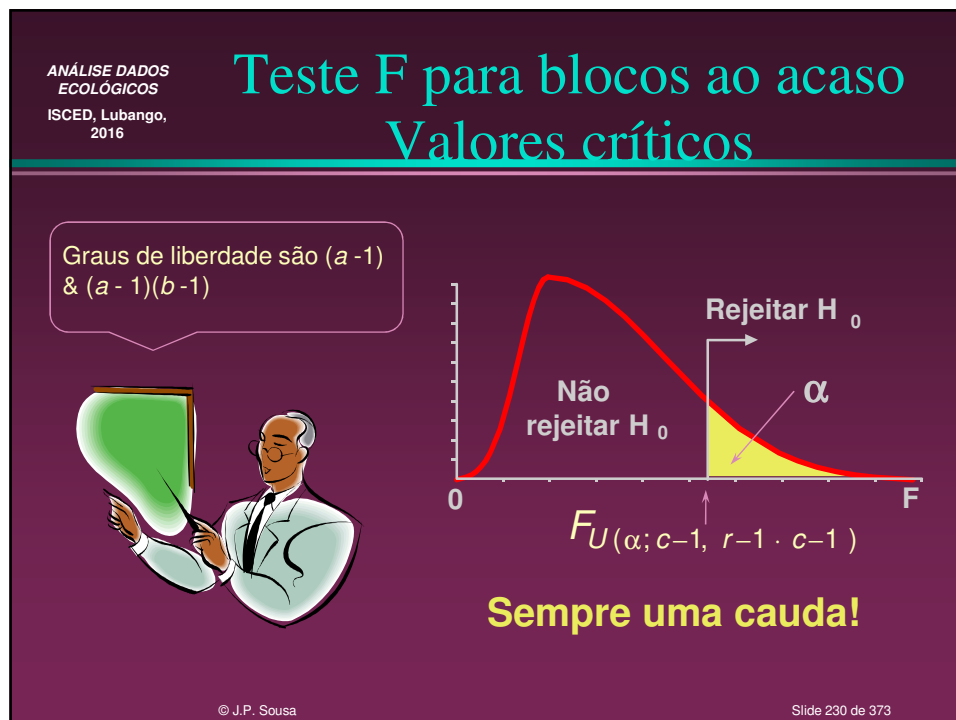 ANÁLISE DADOS
ECOLÓGICOS
ISCED, Lubango,
2016
Teste F para blocos ao acaso
Valores críticos
Graus de liberdade são (a -1)
& (a - 1)(b -1)
Rejeitar H 0
α
Não
rejeitar H 0
0
F
FU (α; c–1, r –1 · c–1 )
Sempre uma cauda!
© J.P. Sousa
Slide 230 de 373